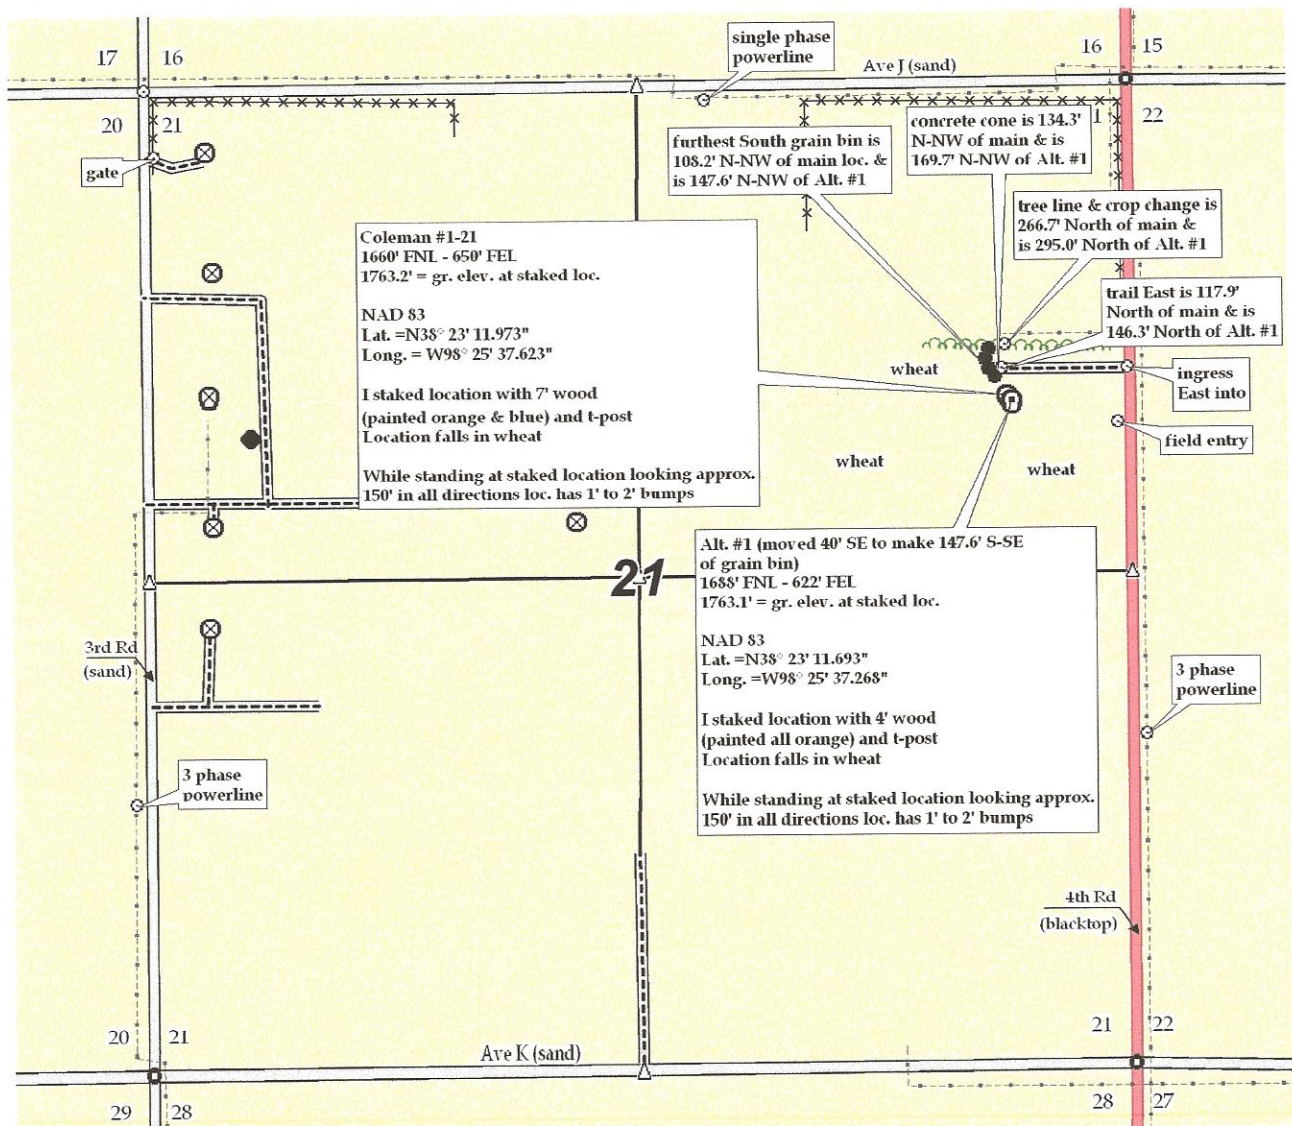 17 16
single phase
powerline
16 15
Ave J (sand)
20 21
1 22
gate
furthest South grain bin is
108.2' N-NW of main loc. &
is 147.6' N-NW of Alt. #1
concrete cone is 134.3'
N-NW of main & is
169.7' N-NW of Alt. #1
tree line & crop change is
266.7' North of main &
is 295.0' North of Alt. #1
trail East is 117.9'
North of main & is
146.3' North of Alt. #1
Coleman #1-21
1660' FNL - 650' FEL
1763.2' = gr. elev. at staked loc.
NAD 83
Lat. =N38° 23' 11.973"
Long. = W98° 25' 37.623"
I staked location with 7' wood
(painted orange & blue) and t-post
Location falls in wheat
While standing at staked location looking approx.
150' in all directions loc. has 1' to 2' bumps
wheat
ingress
East into
field entry
wheat
wheat
Alt. #1 (moved 40' SE to make 147.6' S-SE
of grain bin)
1688' FNL - 622' FEL
1763.1' = gr. elev. at staked loc.
NAD 83
Lat. =N38° 23' 11.693"
Long. =W98° 25' 37.268"
I staked location with 4' wood
(painted all orange) and t-post
Location falls in wheat
While standing at staked location looking approx.
150' in all directions loc. has 1' to 2' bumps
21
3rd Rd
(sand)
3 phase
powerline
3 phase
powerline
4th Rd
(blacktop)
20 21
Ave K (sand)
21 22
29 28
28 27